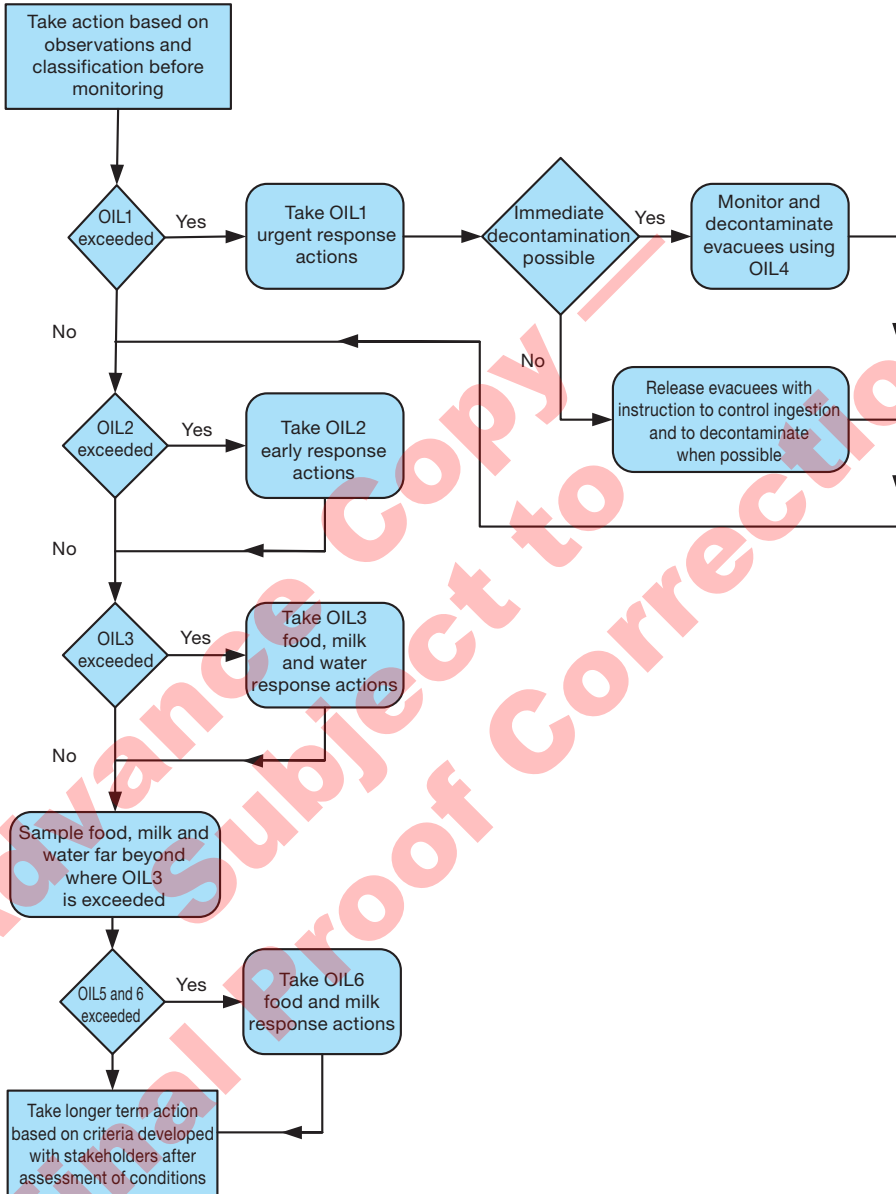 Take action based on
observations and
classification before
monitoring
OIL1
exceeded
Yes
Take OIL1
urgent response
actions
Immediate
decontamination
possible
Yes
Monitor and
decontaminate
evacuees using
OIL4
No
No
Release evacuees with
instruction to control ingestion
and to decontaminate
when possible
OIL2
exceeded
Yes
Take OIL2
early response
actions
No
OIL3
exceeded
Yes
Take OIL3
food, milk
and water
response actions
No
Sample food, milk and
water far beyond
where OIL3
is exceeded
OIL5 and 6
exceeded
Yes
Take OIL6
food and milk
response actions
Take longer term action
based on criteria developed
with stakeholders after
assessment of conditions
Advance Copy —
Subject to
Final Proof Correctio